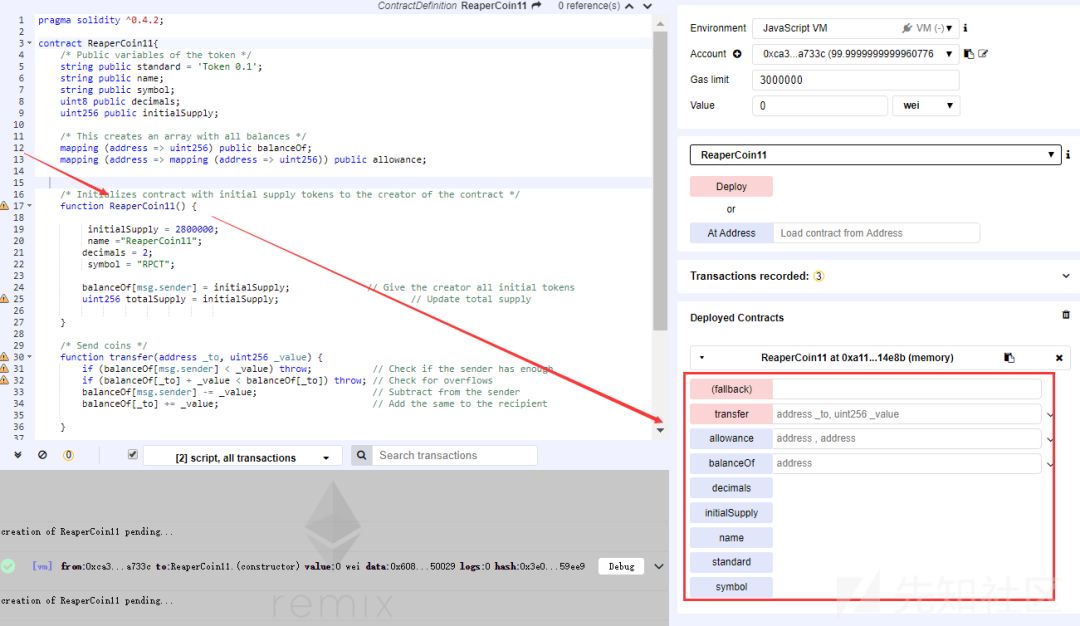 ContractDefinition ReaperCoin11 0 reference(s)
1 pragma solidity ^0.4.2;
2
3 contract ReaperCoin11{
4 /* Public variables of the token */
5 string public standard = 'Token 0.1';
6 string public name;
7 string public symbol;
8 uint8 public decimals;
9 uint256 public initialSupply;
10
11 /* This creates an array with all balances */
12 mapping (address => uint256) public balanceOf;
13 mapping (address => mapping (address => uint256)) public allowance;
14
15
16 /* Initializes contract with initial supply tokens to the creator of the contract */
17 function ReaperCoin11() {
18
19 initialSupply = 2800000;
20 name ="ReaperCoin11";
21 decimals = 2;
22 symbol = "RPCT";
23
24 balanceOf[msg.sender] = initialSupply; // Give the creator all initial tokens
25 uint256 totalSupply = initialSupply; // Update total supply
26
27 }
28
29 /* Send coins */
30 function transfer(address _to, uint256 _value) {
31 if (balanceOf[msg.sender] < _value) throw; // Check if the sender has enough
32 if (balanceOf[_to] + _value < balanceOf[_to]) throw; // Check for overflows
33 balanceOf[msg.sender] -= _value; // Subtract from the sender
34 balanceOf[_to] += _value; // Add the same to the recipient
35
36 }
37
0 [2] script, all transactions Search transactions
creation of ReaperCoin11 pending...
[vm] from:0xca3...a733c to:ReaperCoin11.(constructor) value:0 wei data:0x608...50029 logs:0 hash:0x3e0...59ee9 Debug
creation of ReaperCoin11 pending...
remix
Environment JavaScript VM VM (-) i
Account 0xca3...a733c (99.9999999999960776
Gas limit 3000000
Value 0 wei
ReaperCoin11 i
Deploy
or
At Address Load contract from Address
Transactions recorded: 3
Deployed Contracts
ReaperCoin11 at 0xa11...14e8b (memory)
(fallback)
transfer address _to, uint256 _value
allowance address , address
balanceOf address
decimals
initialSupply
name
standard
symbol
先知社区